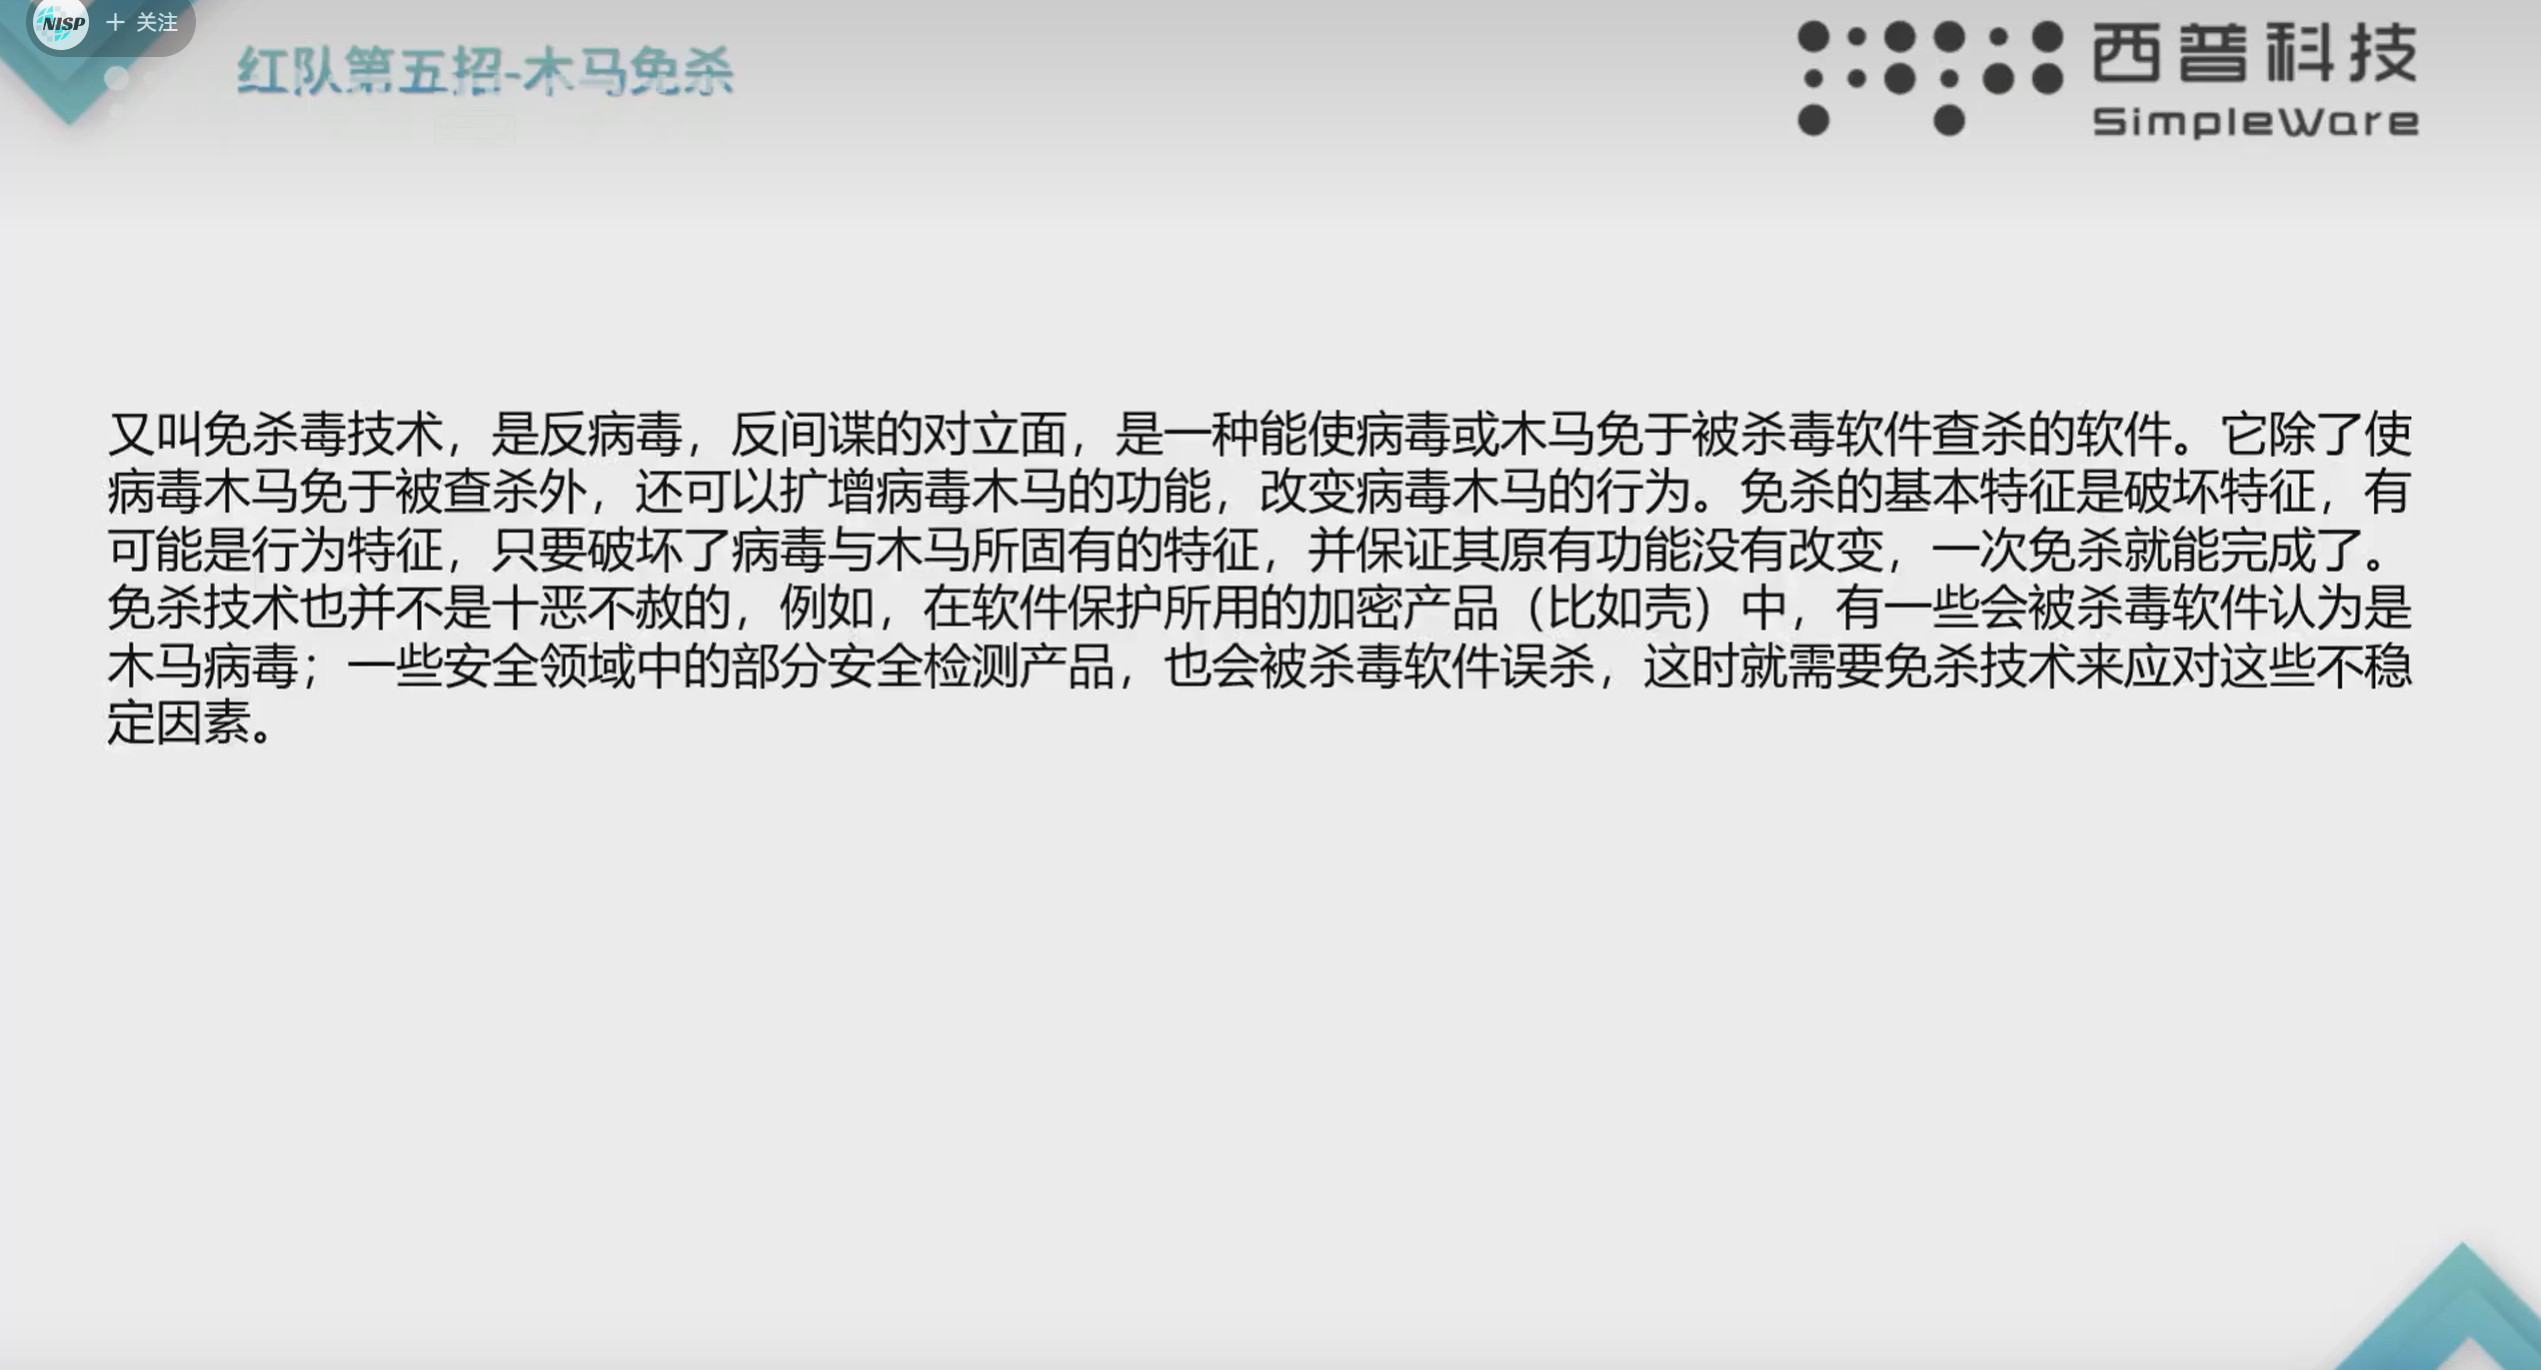 NISP
+ 关注
红队第五招-木马免杀
西普科技
SimpleWare
又叫免杀毒技术，是反病毒，反间谍的对立面，是一种能使病毒或木马免于被杀毒软件查杀的软件。它除了使
病毒木马免于被查杀外，还可以扩增病毒木马的功能，改变病毒木马的行为。免杀的基本特征是破坏特征，有
可能是行为特征，只要破坏了病毒与木马所固有的特征，并保证其原有功能没有改变，一次免杀就能完成了。
免杀技术也并不是十恶不赦的，例如，在软件保护所用的加密产品（比如壳）中，有一些会被杀毒软件认为是
木马病毒；一些安全领域中的部分安全检测产品，也会被杀毒软件误杀，这时就需要免杀技术来应对这些不稳
定因素。